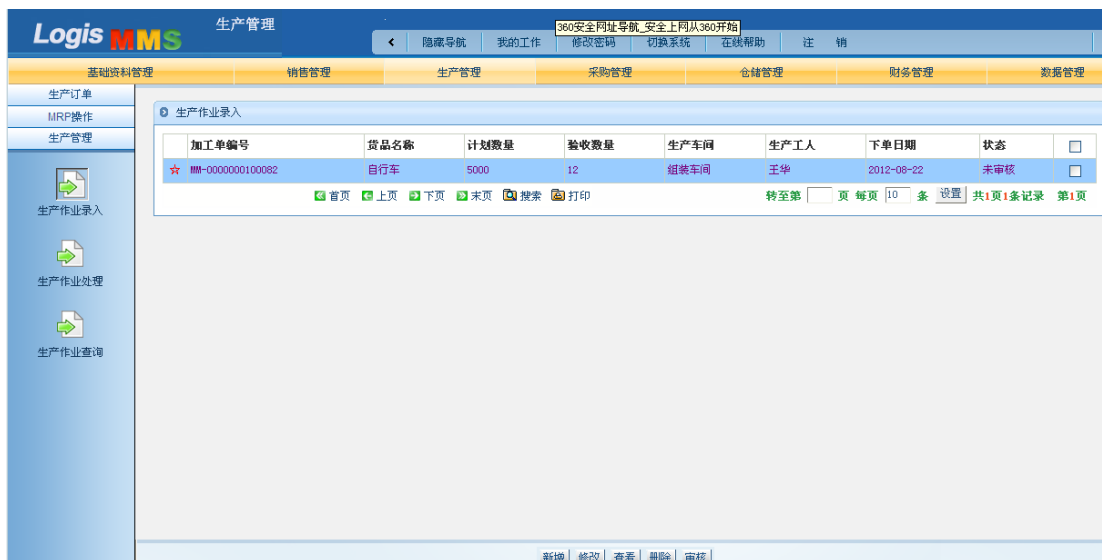 Logis MMS 生产管理
360安全网址导航_安全上网从360开始
隐藏导航 我的工作 修改密码 切换系统 在线帮助 注 销
基础资料管理 销售管理 生产管理 采购管理 仓储管理 财务管理 数据管理
生产订单
MRP操作
生产管理
生产作业录入
生产作业处理
生产作业查询
生产作业录入
加工单编号 货品名称 计划数量 验收数量 生产车间 生产工人 下单日期 状态
MM-0000000100082 自行车 5000 12 组装车间 王华 2012-08-22 未审核
首页 上页 下页 末页 搜索 打印 转至第 页 每页 10 条 设置 共1页1条记录 第1页
新增 修改 查看 删除 审核